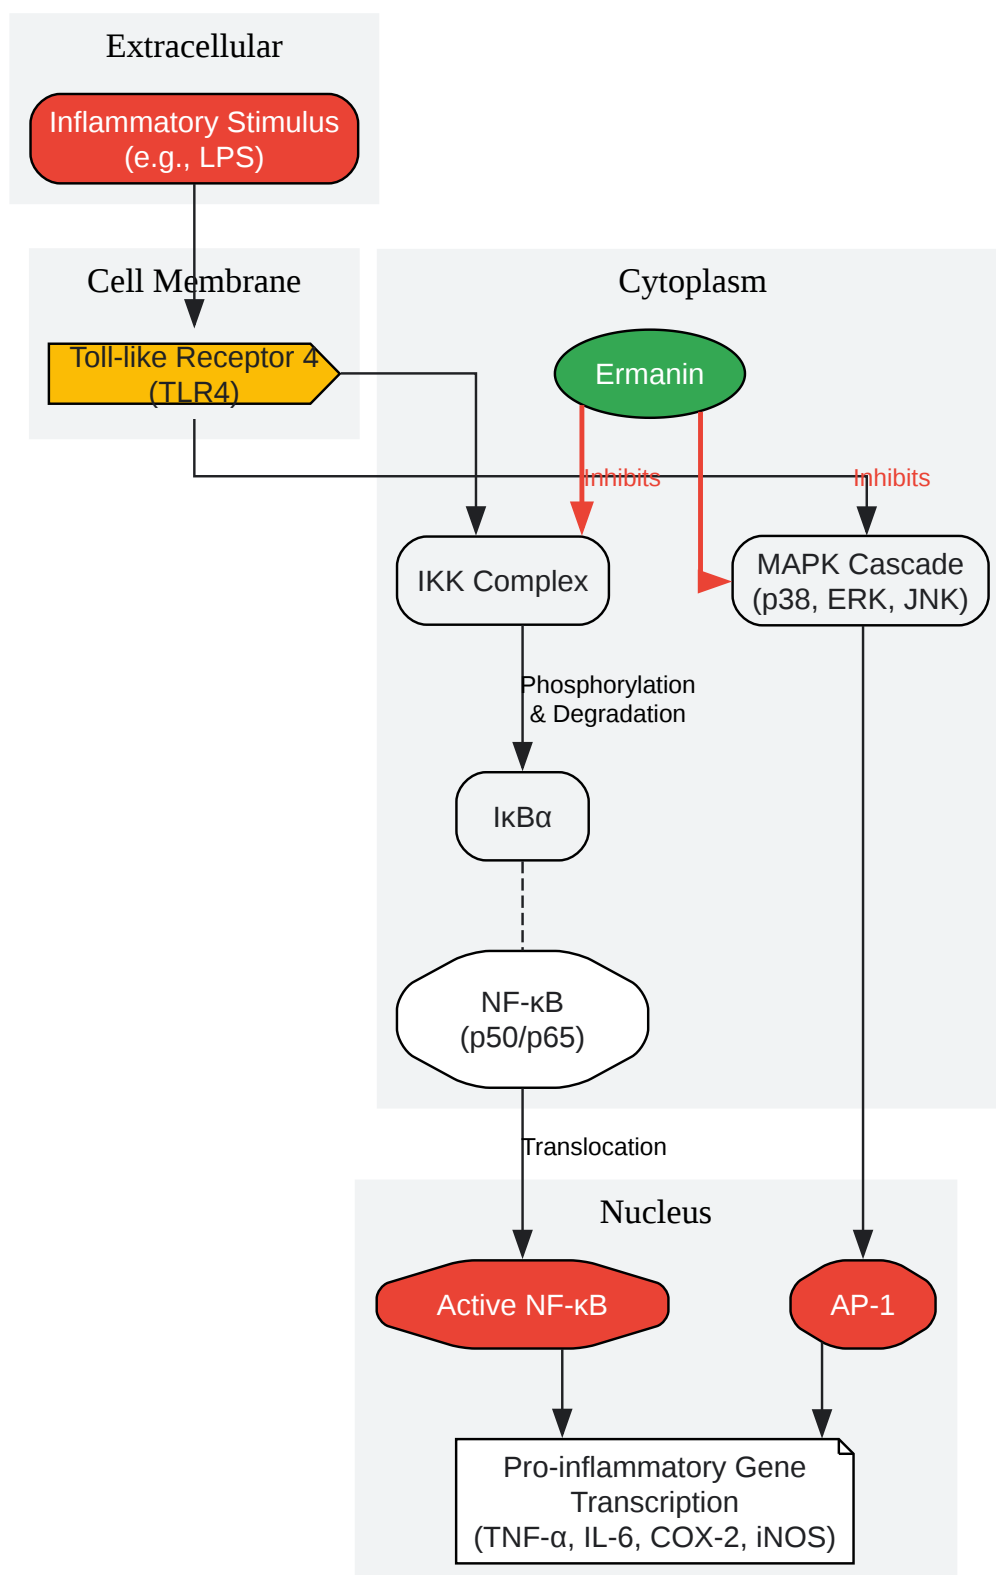 Extracellular
Inflammatory Stimulus
(e.g., LPS)
Cell Membrane
Cytoplasm
Toll-like Receptor 4
(TLR4)
Ermanin
Inhibits
Inhibits
IKK Complex
MAPK Cascade
(p38, ERK, JNK)
Phosphorylation
& Degradation
IκBα
NF-κB
(p50/p65)
Translocation
Nucleus
Active NF-κB
AP-1
Pro-inflammatory Gene
Transcription
(TNF-α, IL-6, COX-2, iNOS)